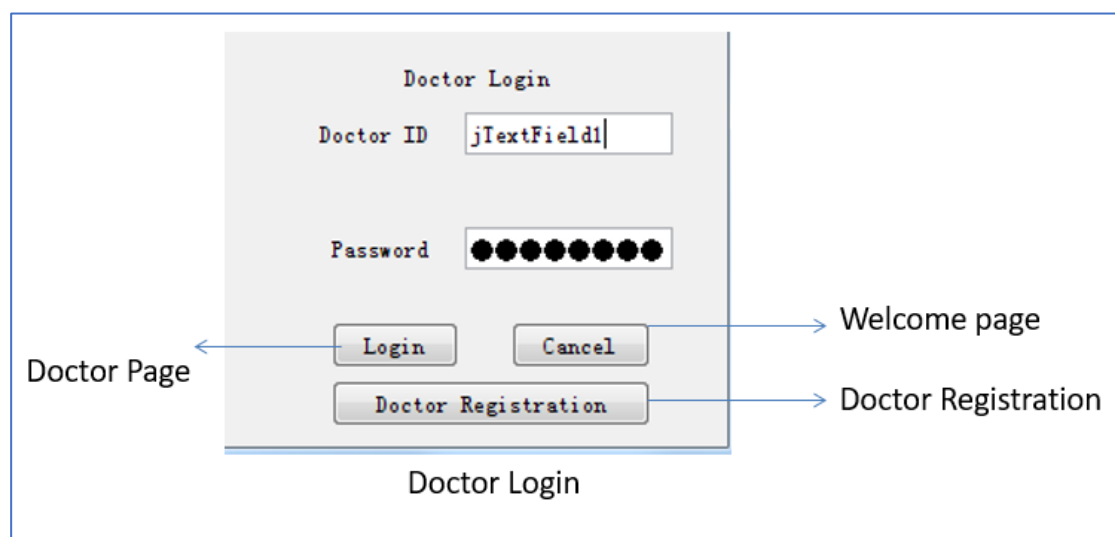 Doctor Login
Doctor ID jTextField1
Password ●●●●●●●●
Welcome page
Login Cancel
Doctor Page
Doctor Registration Doctor Registration
Doctor Login